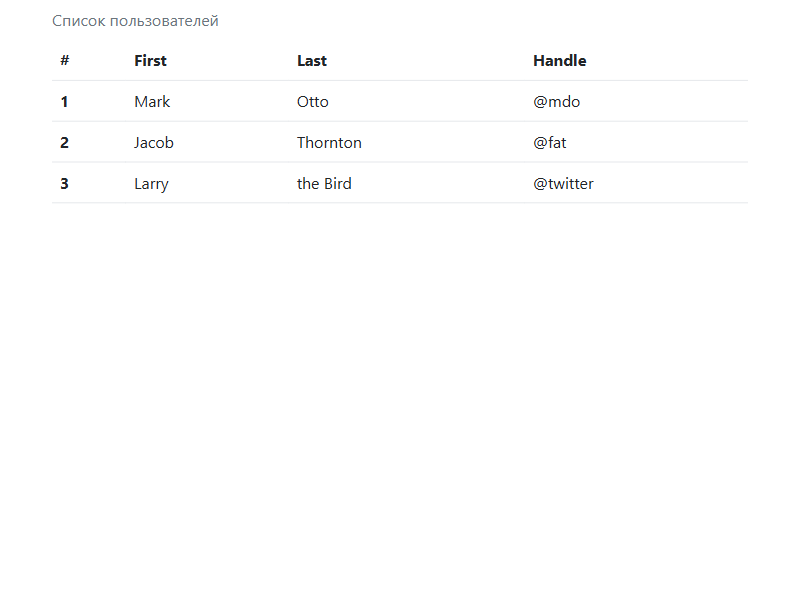 Список пользователей
# First Last Handle
1 Mark Otto @mdo
2 Jacob Thornton @fat
3 Larry the Bird @twitter